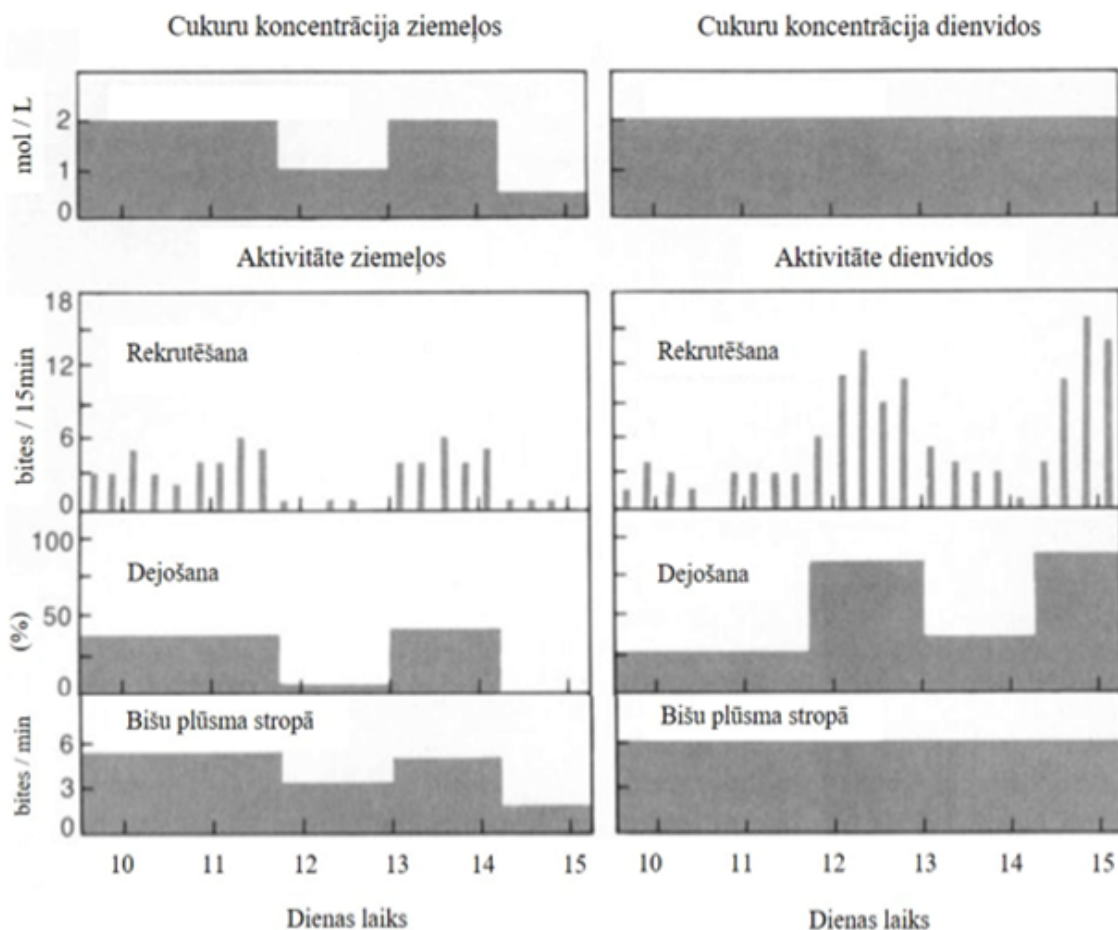 Cukuru koncentrācija ziemeļos
Cukuru koncentrācija dienvidos
mol / L
2
1
0
Aktivitāte ziemeļos
Aktivitāte dienvidos
bites / 15min
18
12
6
0
Rekrutēšana
Rekrutēšana
(%)
100
50
0
Dejošana
Dejošana
bites / min
6
3
0
Bišu plūsma stropā
Bišu plūsma stropā
10 11 12 13 14 15
10 11 12 13 14 15
Dienas laiks
Dienas laiks